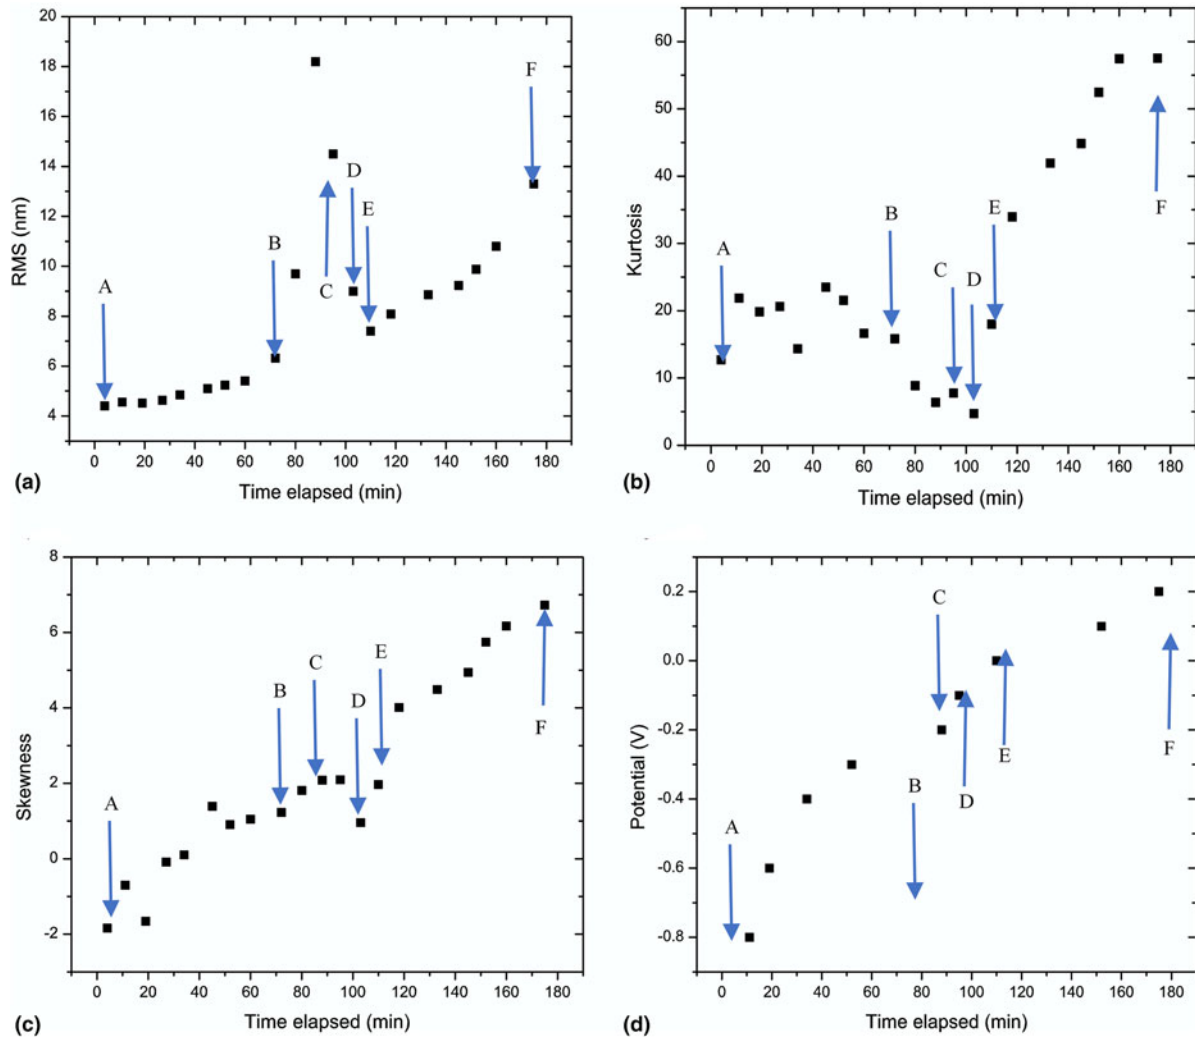 20
18
16
14
12
10
8
6
4
RMS (nm)
A
B
C
D
E
F
0 20 40 60 80 100 120 140 160 180
Time elapsed (min)
(a)
60
50
40
30
20
10
0
Kurtosis
A
B
C
D
E
F
0 20 40 60 80 100 120 140 160 180
Time elapsed (min)
(b)
8
6
4
2
0
-2
Skewness
A
B
C
D
E
F
0 20 40 60 80 100 120 140 160 180
Time elapsed (min)
(c)
0.2
0.0
-0.2
-0.4
-0.6
-0.8
Potential (V)
A
B
C
D
E
F
0 20 40 60 80 100 120 140 160 180
Time elapsed (min)
(d)